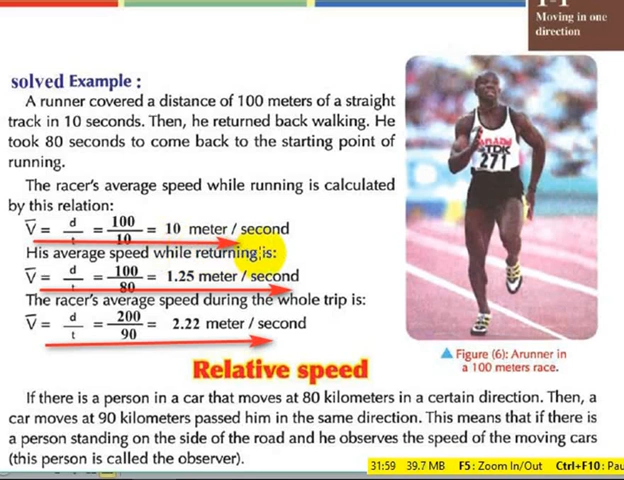 1-1
Moving in one
direction
solved Example :
A runner covered a distance of 100 meters of a straight
track in 10 seconds. Then, he returned back walking. He
took 80 seconds to come back to the starting point of
running.
The racer's average speed while running is calculated
by this relation:
V̅ = d/t = 100/10 = 10 meter / second
His average speed while returning is:
V̅ = d/t = 100/80 = 1.25 meter / second
The racer's average speed during the whole trip is:
V̅ = d/t = 200/90 = 2.22 meter / second
TDK
271
Figure (6): Arunner in
a 100 meters race.
Relative speed
If there is a person in a car that moves at 80 kilometers in a certain direction. Then, a
car moves at 90 kilometers passed him in the same direction. This means that if there is
a person standing on the side of the road and he observes the speed of the moving cars
(this person is called the observer).
31:59 39.7 MB F5: Zoom In/Out Ctrl+F10: Pau